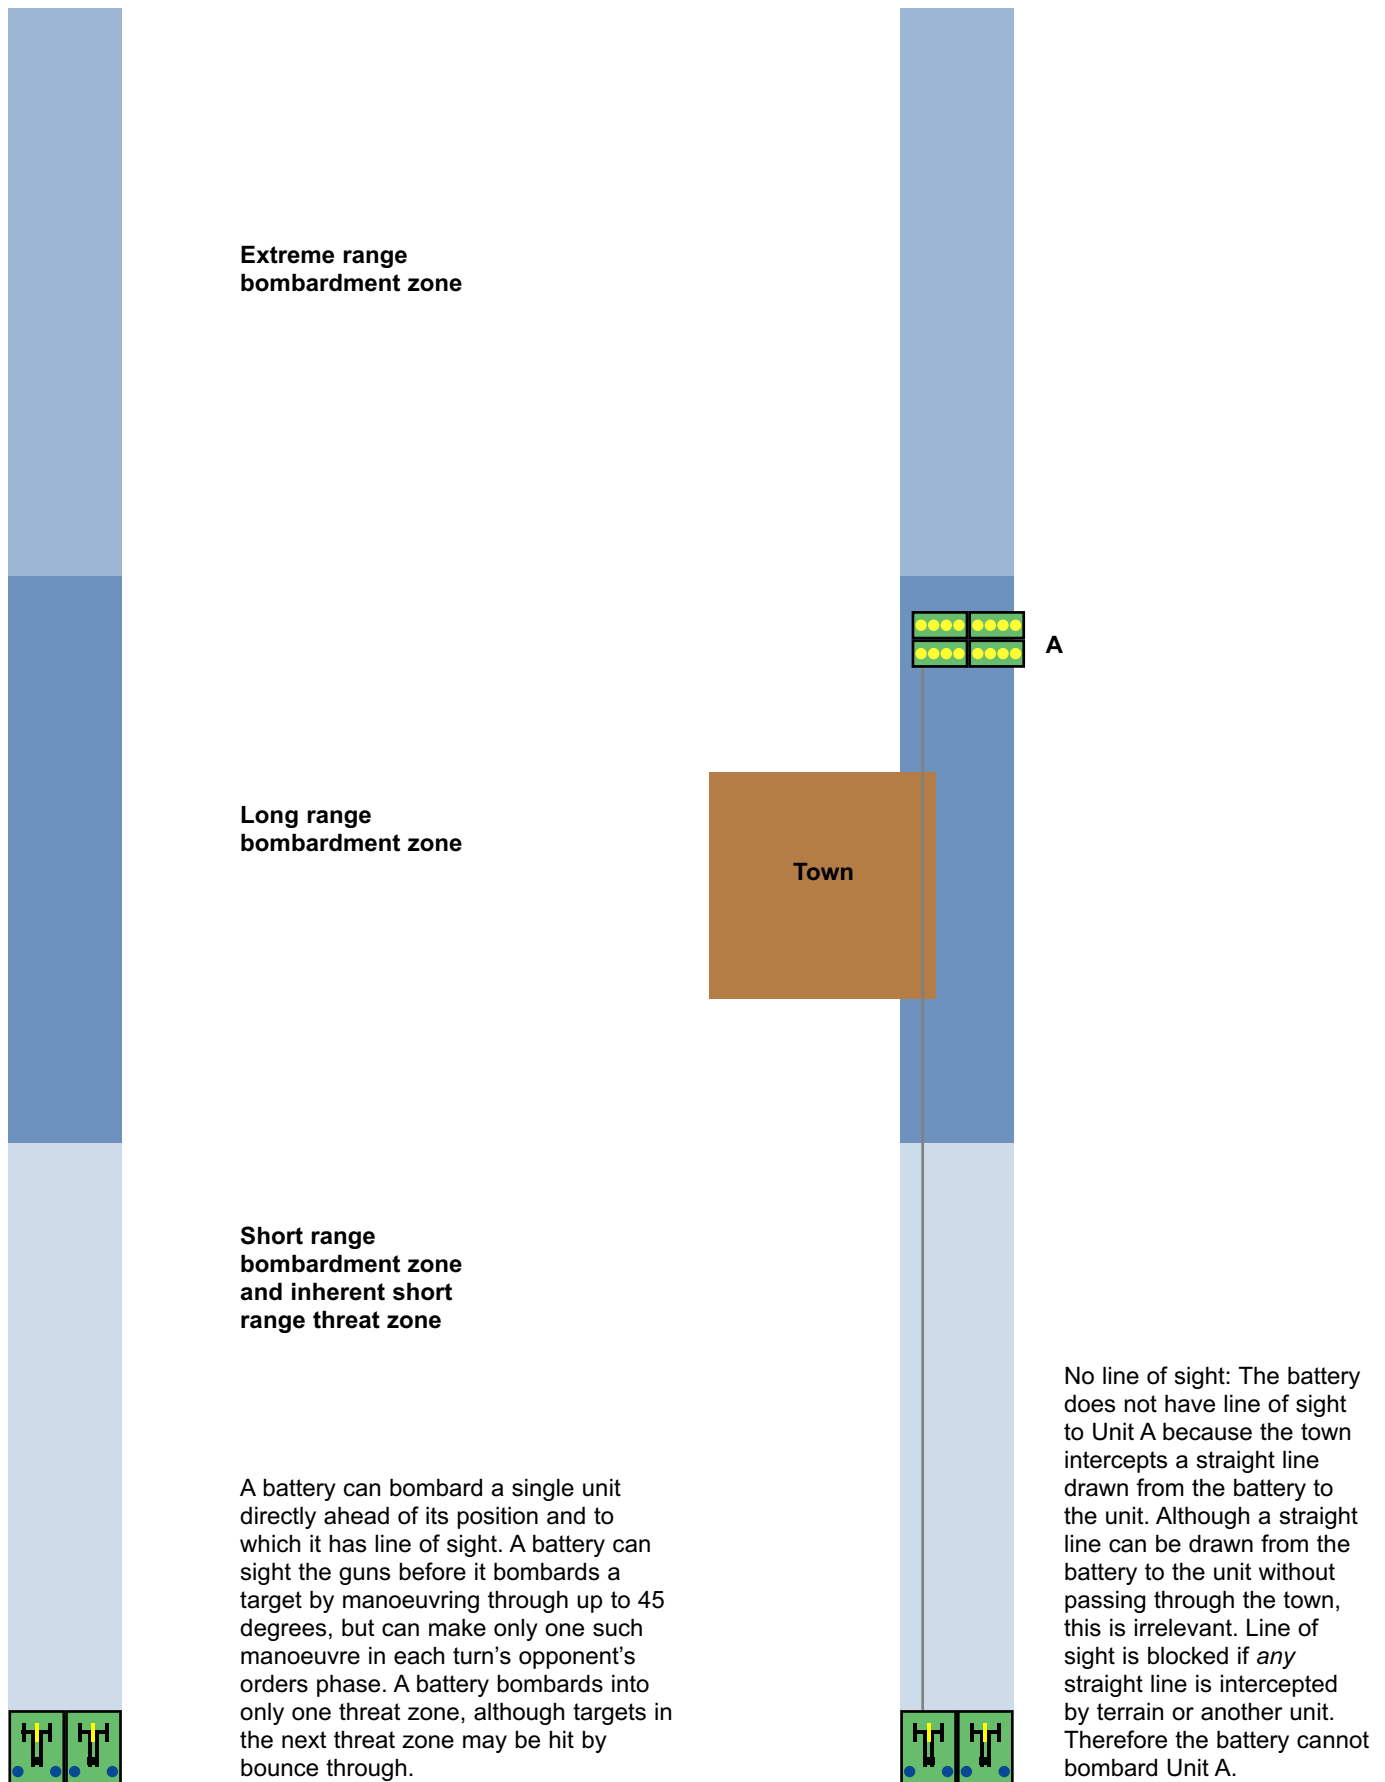 Extreme range
bombardment zone
A
Long range
bombardment zone
Town
Short range
bombardment zone
and inherent short
range threat zone
A battery can bombard a single unit
directly ahead of its position and to
which it has line of sight. A battery can
sight the guns before it bombards a
target by manoeuvring through up to 45
degrees, but can make only one such
manoeuvre in each turn's opponent's
orders phase. A battery bombards into
only one threat zone, although targets in
the next threat zone may be hit by
bounce through.
No line of sight: The battery
does not have line of sight
to Unit A because the town
intercepts a straight line
drawn from the battery to
the unit. Although a straight
line can be drawn from the
battery to the unit without
passing through the town,
this is irrelevant. Line of
sight is blocked if any
straight line is intercepted
by terrain or another unit.
Therefore the battery cannot
bombard Unit A.